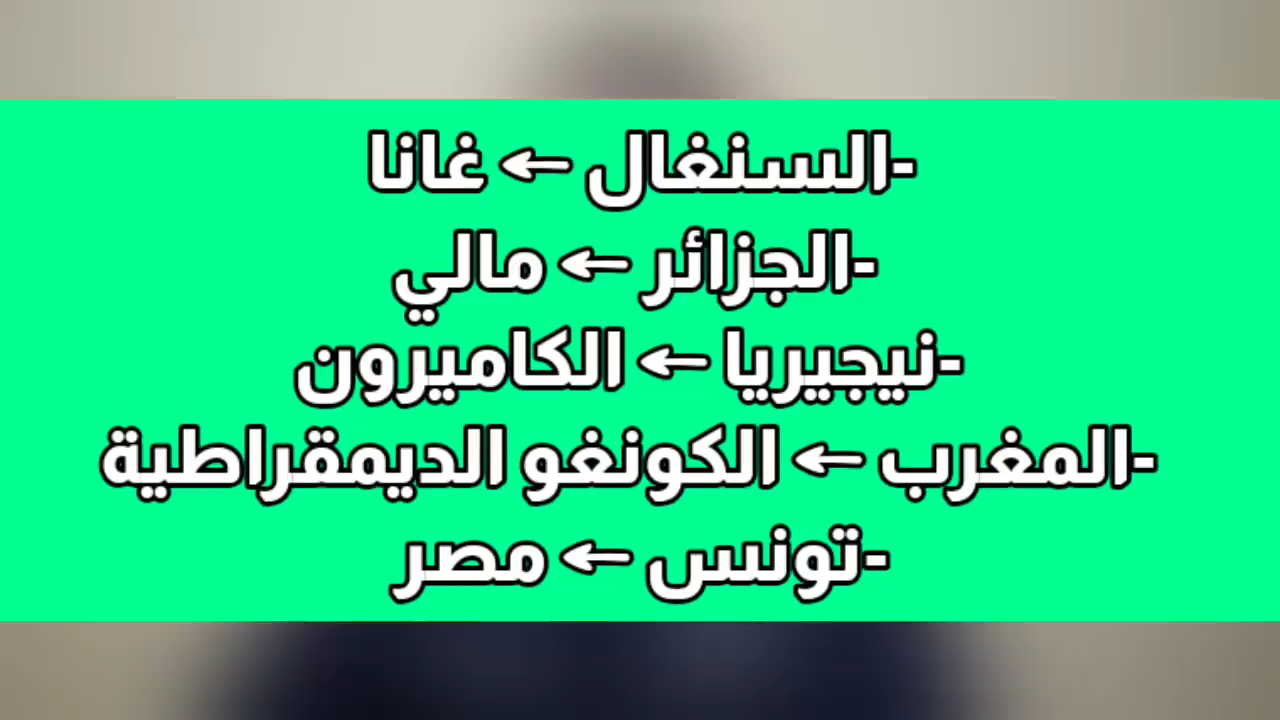 -السنغال ← غانا
-الجزائر ← مالي
-نيجيريا ← الكاميرون
-المغرب ← الكونغو الديمقراطية
-تونس ← مصر